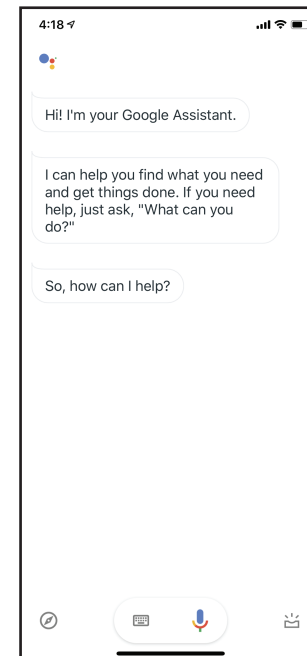 4:18
Hi! I'm your Google Assistant.
I can help you find what you need
and get things done. If you need
help, just ask, "What can you
do?"
So, how can I help?